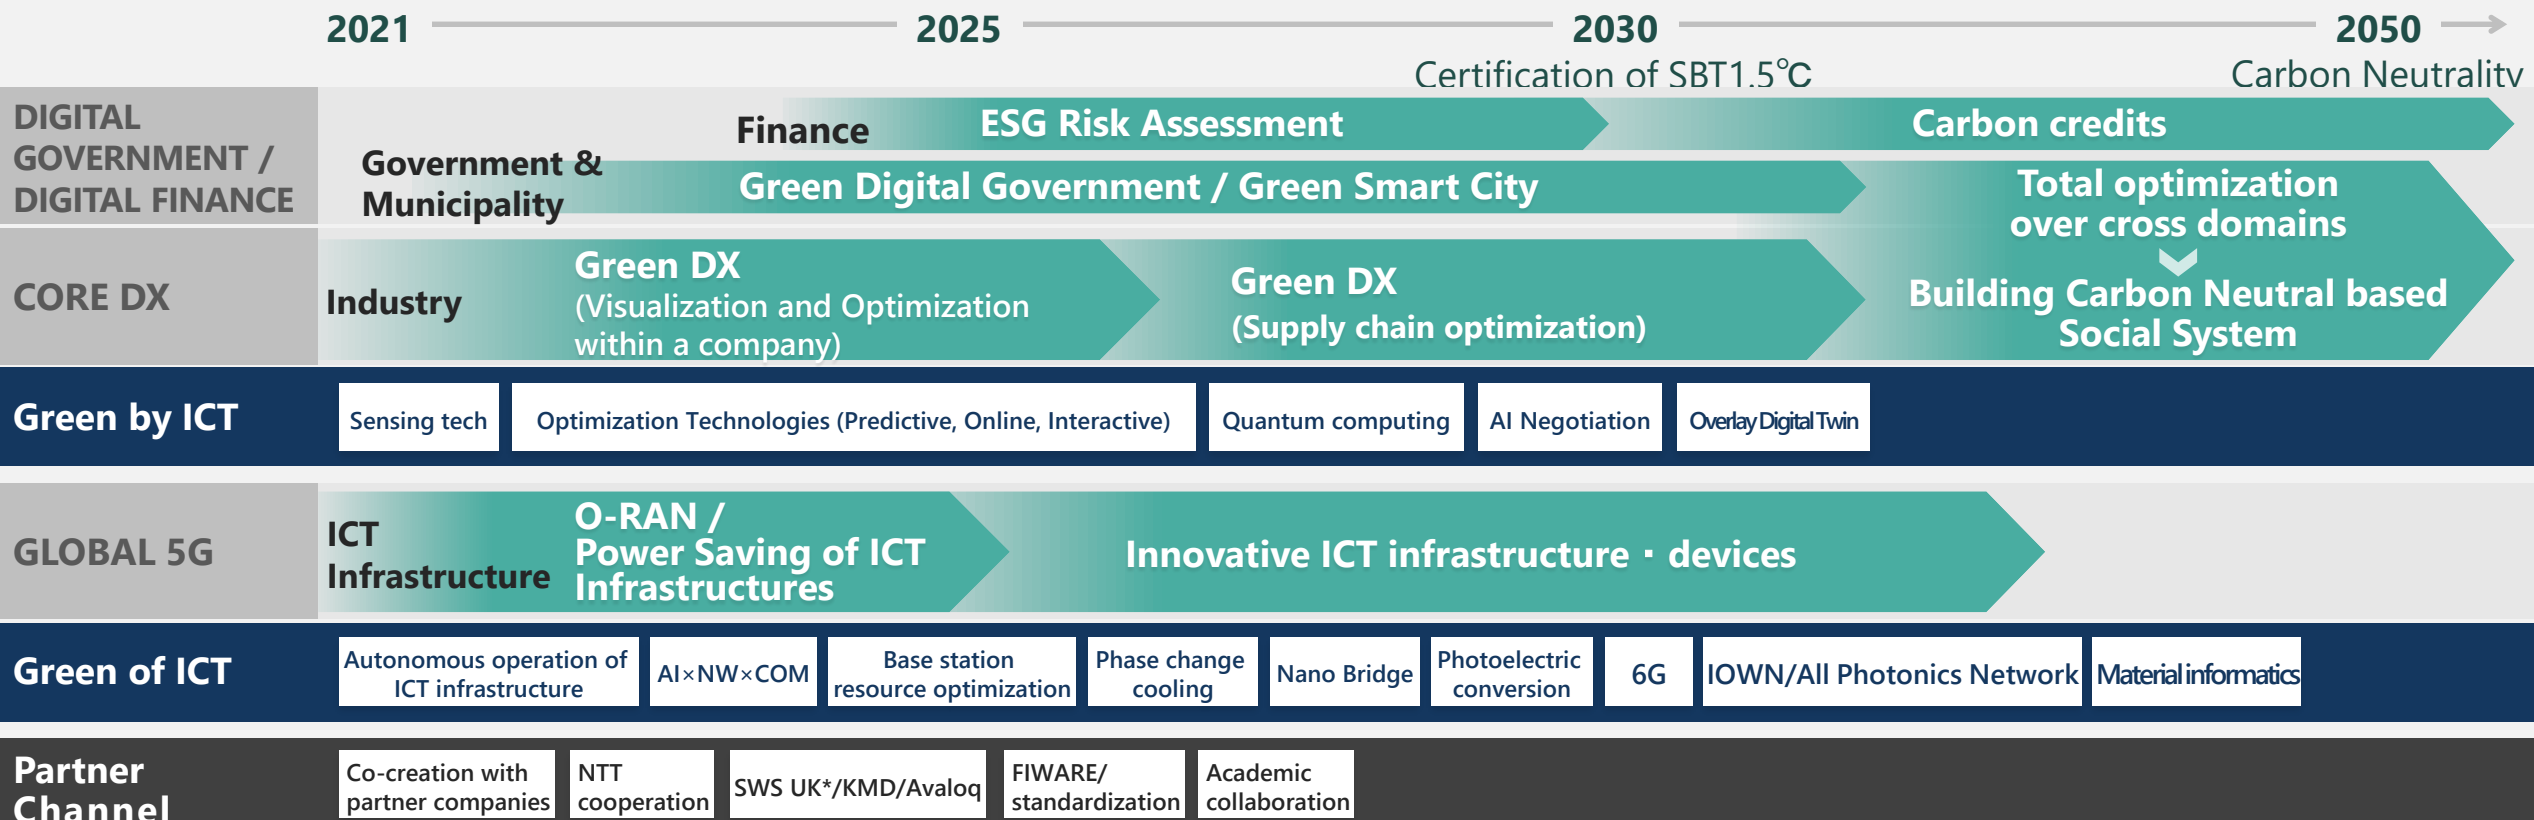 2021 2025 2030 2050
Certification of SBT1.5℃ Carbon Neutrality
DIGITAL
GOVERNMENT /
DIGITAL FINANCE
Finance
ESG Risk Assessment
Carbon credits
Government &
Municipality
Green Digital Government / Green Smart City
Total optimization
over cross domains
Building Carbon Neutral based
Social System
CORE DX
Industry
Green DX
(Visualization and Optimization
within a company)
Green DX
(Supply chain optimization)
Green by ICT
Sensing tech
Optimization Technologies (Predictive, Online, Interactive)
Quantum computing
AI Negotiation
Overlay Digital Twin
GLOBAL 5G
ICT
Infrastructure
O-RAN /
Power Saving of ICT
Infrastructures
Innovative ICT infrastructure・devices
Green of ICT
Autonomous operation of
ICT infrastructure
AI×NW×COM
Base station
resource optimization
Phase change
cooling
Nano Bridge
Photoelectric
conversion
6G
IOWN/All Photonics Network
Material informatics
Partner
Channel
Co-creation with
partner companies
NTT
cooperation
SWS UK*/KMD/Avaloq
FIWARE/
standardization
Academic
collaboration